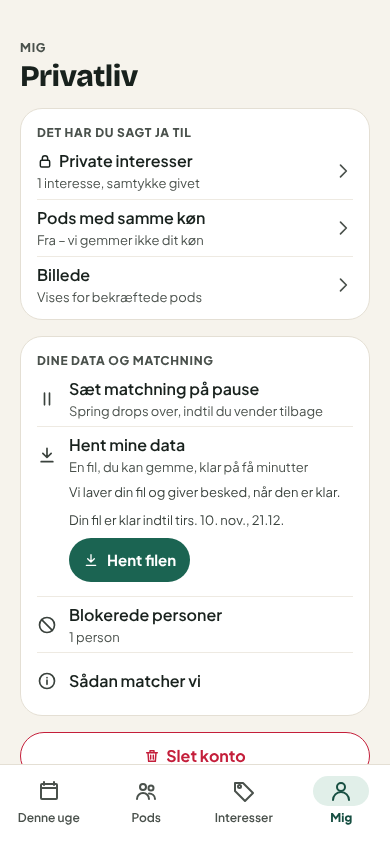 MIG
Privatliv
DET HAR DU SAGT JA TIL
Private interesser
1 interesse, samtykke givet
Pods med samme køn
Fra – vi gemmer ikke dit køn
Billede
Vises for bekræftede pods
DINE DATA OG MATCHNING
Sæt matchning på pause
Spring drops over, indtil du vender tilbage
Hent mine data
En fil, du kan gemme, klar på få minutter
Vi laver din fil og giver besked, når den er klar.
Din fil er klar indtil tirs. 10. nov., 21.12.
Hent filen
Blokerede personer
1 person
Sådan matcher vi
Slet konto
Denne uge
Pods
Interesser
Mig